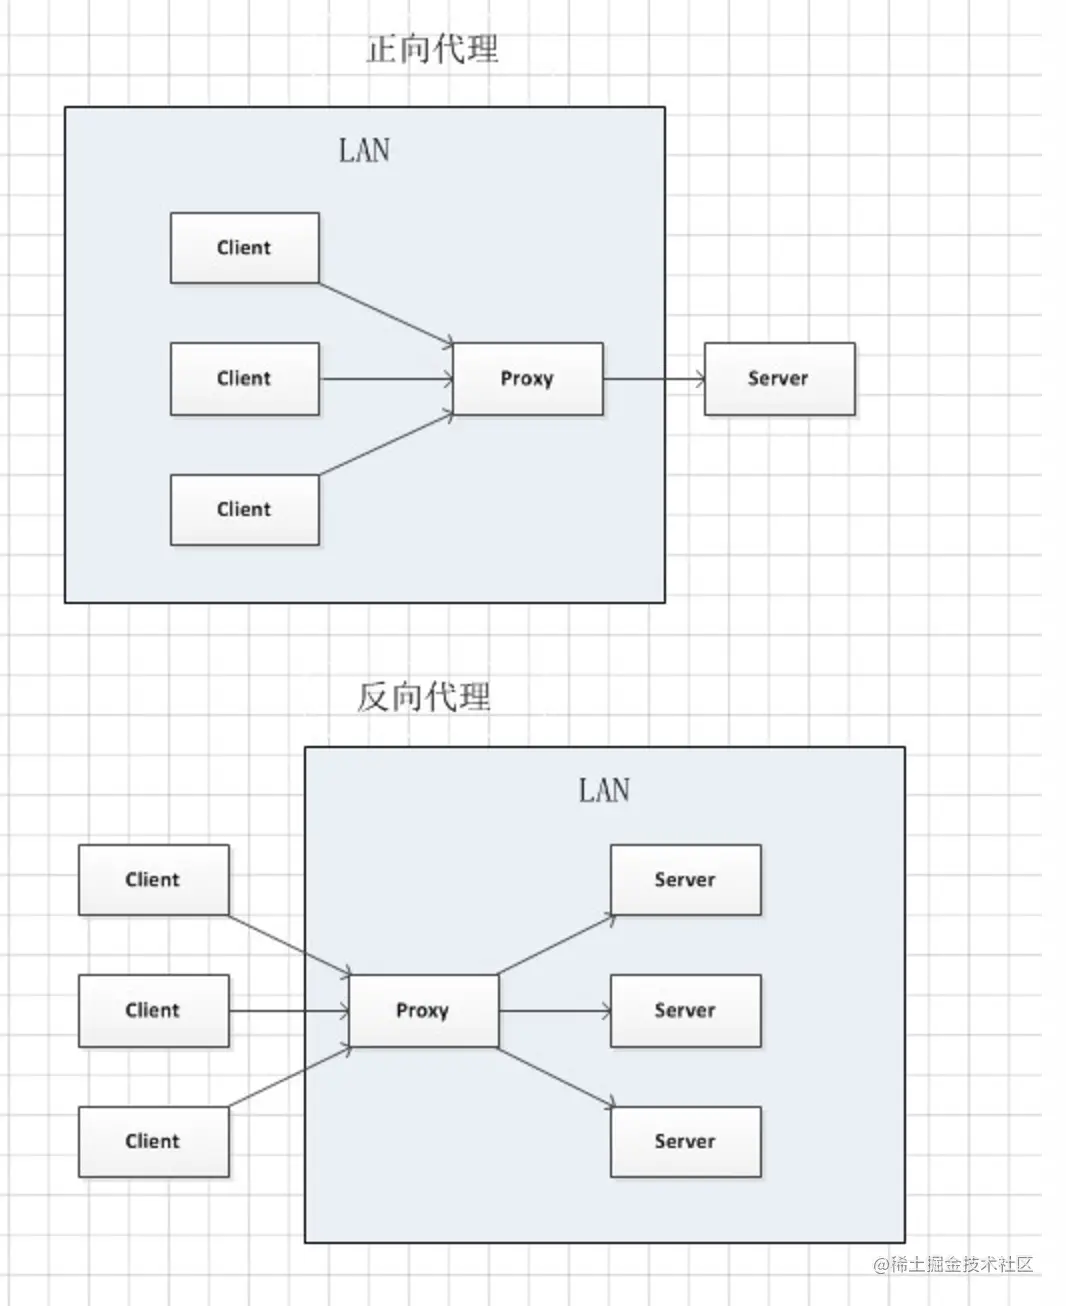 正向代理
LAN
Client
Client
Proxy
Server
Client
反向代理
LAN
Client
Server
Client
Proxy
Server
Client
Server
@稀土掘金技术社区